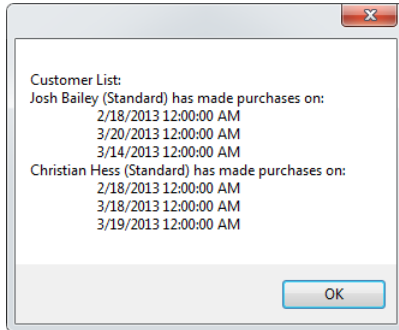 Customer List:
Josh Bailey (Standard) has made purchases on:
2/18/2013 12:00:00 AM
3/20/2013 12:00:00 AM
3/14/2013 12:00:00 AM
Christian Hess (Standard) has made purchases on:
2/18/2013 12:00:00 AM
3/18/2013 12:00:00 AM
3/19/2013 12:00:00 AM
OK